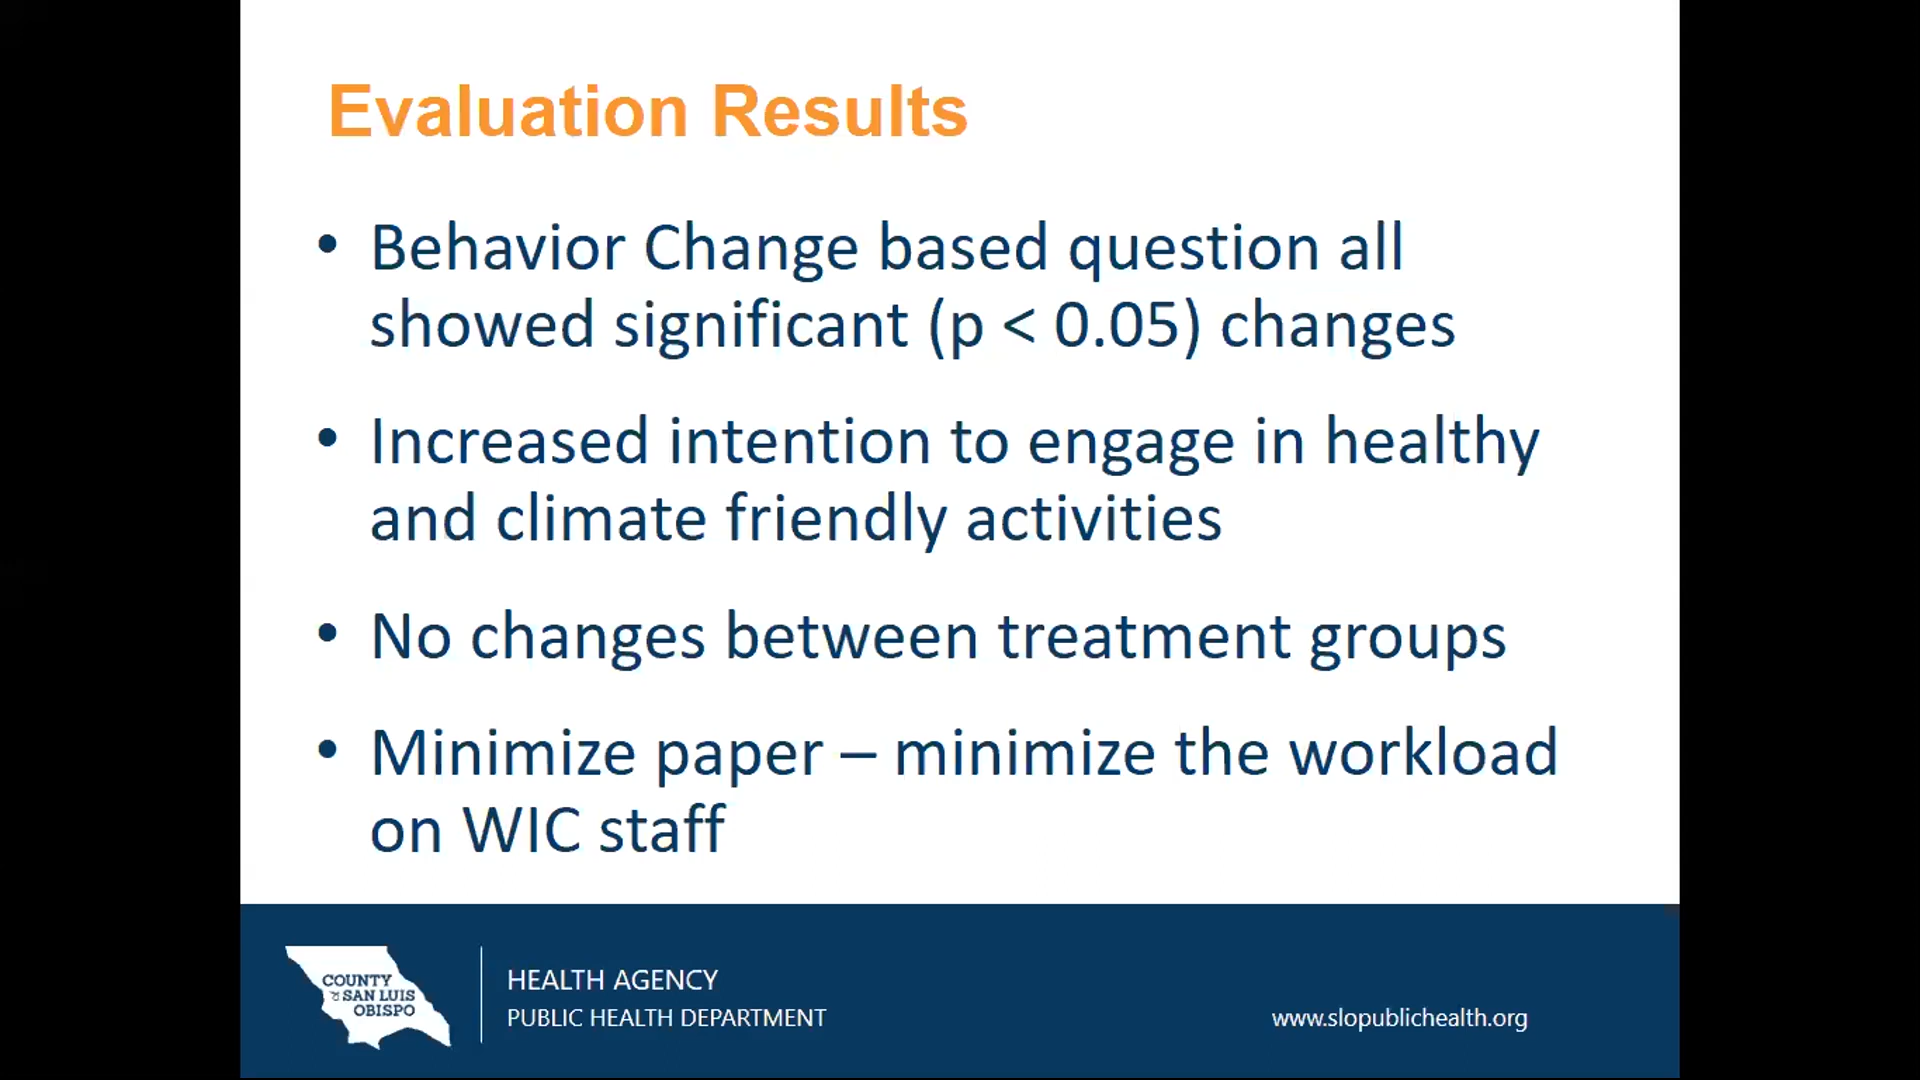 Evaluation Results
• Behavior Change based question all
showed significant (p < 0.05) changes
• Increased intention to engage in healthy
and climate friendly activities
• No changes between treatment groups
• Minimize paper – minimize the workload
on WIC staff
COUNTY
OF SAN LUIS
OBISPO
HEALTH AGENCY
PUBLIC HEALTH DEPARTMENT
www.slopublichealth.org